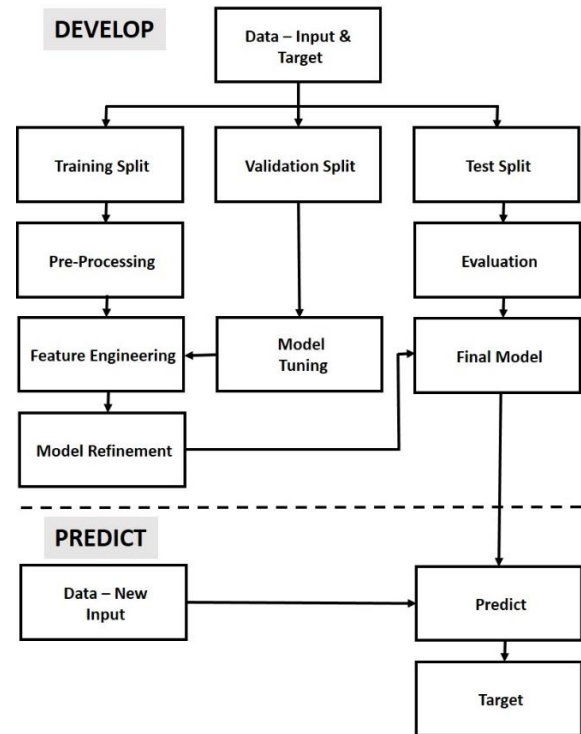 DEVELOP
Data – Input &
Target
Training Split
Validation Split
Test Split
Pre-Processing
Evaluation
Feature Engineering
Model
Tuning
Final Model
Model Refinement
PREDICT
Data – New
Input
Predict
Target